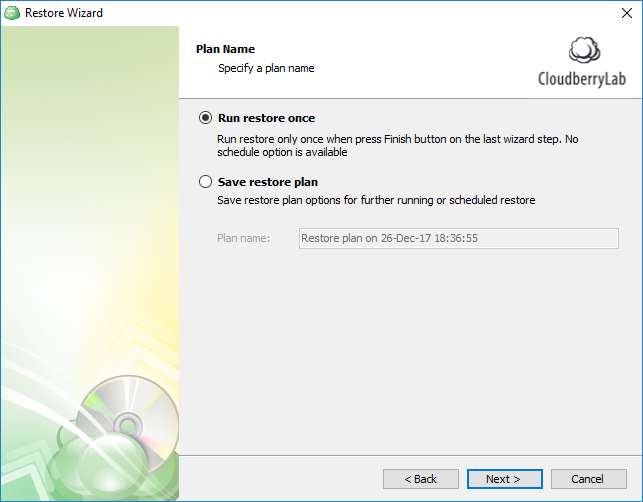 Restore Wizard
Plan Name
Specify a plan name
CloudberryLab
Run restore once
Run restore only once when press Finish button on the last wizard step. No
schedule option is available
Save restore plan
Save restore plan options for further running or scheduled restore
Plan name:
Restore plan on 26-Dec-17 18:36:55
< Back
Next >
Cancel